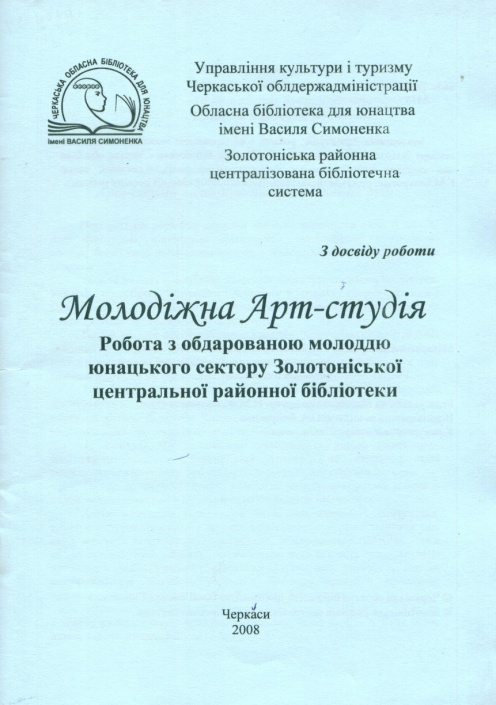 ЧЕРКАСЬКА ОБЛАСНА БІБЛІОТЕКА ДЛЯ ЮНАЦТВА
імені ВАСИЛЯ СИМОНЕНКА
Управління культури і туризму
Черкаської облдержадміністрації
Обласна бібліотека для юнацтва
імені Василя Симоненка
Золотоніська районна
централізована бібліотечна
система
З досвіду роботи
Молодіжна Арт-студія
Робота з обдарованою молоддю
юнацького сектору Золотоніської
центральної районної бібліотеки
Черкаси
2008